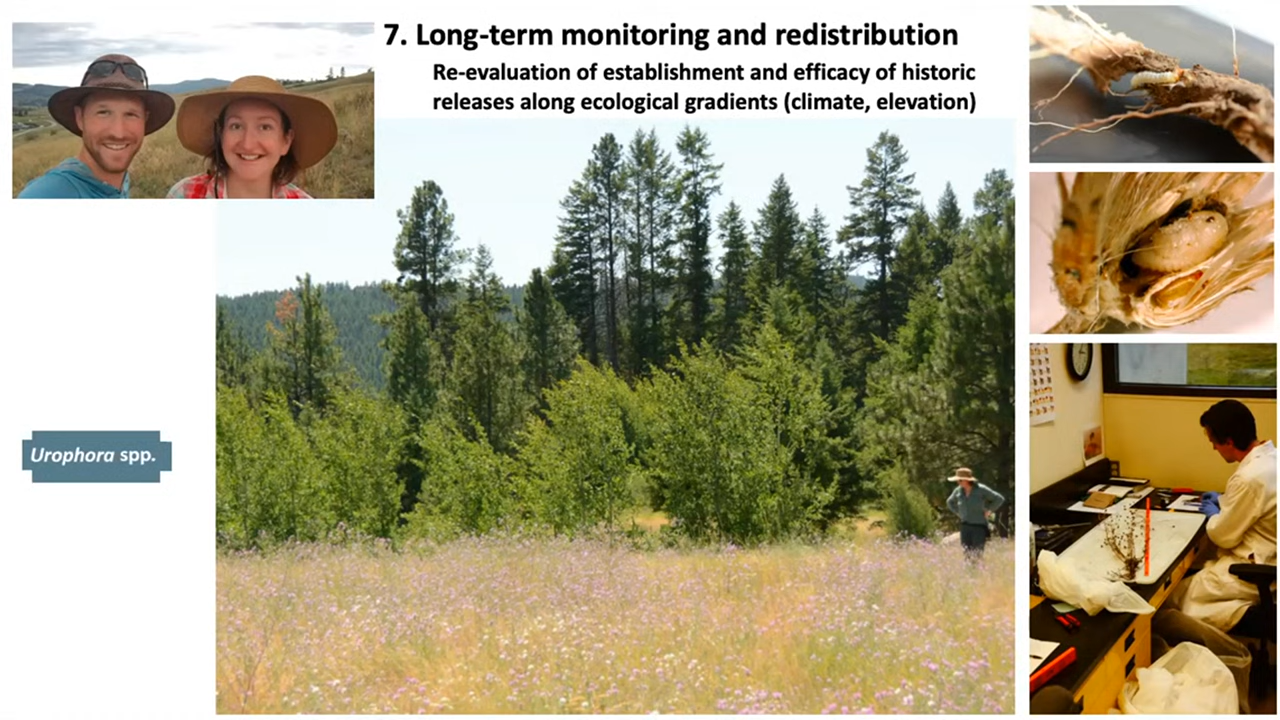 7. Long-term monitoring and redistribution
Re-evaluation of establishment and efficacy of historic
releases along ecological gradients (climate, elevation)
Urophora spp.